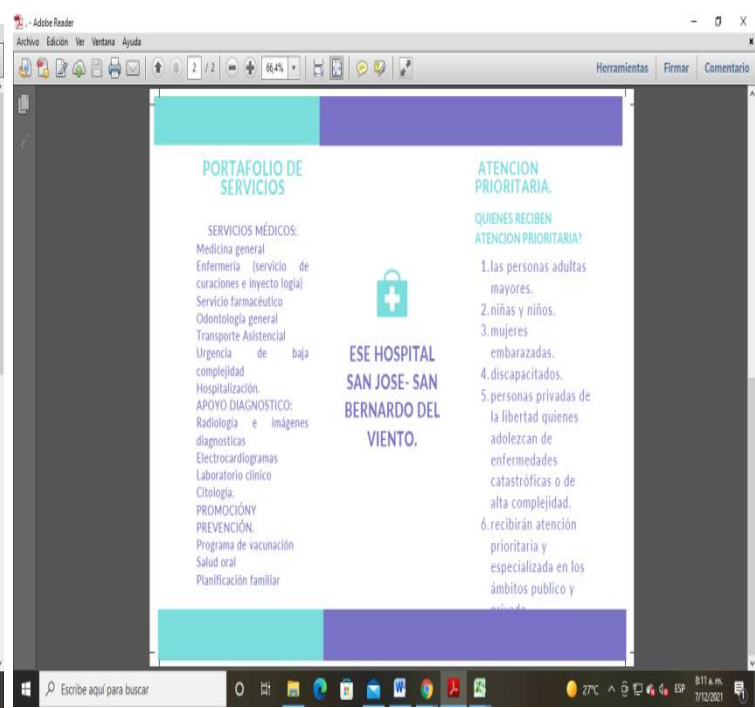 . - Adobe Reader
Archivo Edición Ver Ventana Ayuda
2 / 2
66,4%
Herramientas Firmar Comentario
PORTAFOLIO DE
SERVICIOS
SERVICIOS MÉDICOS:
Medicina general
Enfermería (servicio de
curaciones e inyecto logia)
Servicio farmacéutico
Odontología general
Transporte Asistencial
Urgencia de baja
complejidad
Hospitalización.
APOYO DIAGNOSTICO:
Radiología e imágenes
diagnosticas
Electrocardiogramas
Laboratorio clínico
Citología.
PROMOCIÓNY
PREVENCIÓN.
Programa de vacunación
Salud oral
Planificación familiar
ESE HOSPITAL
SAN JOSE- SAN
BERNARDO DEL
VIENTO.
ATENCION
PRIORITARIA.
QUIENES RECIBEN
ATENCION PRIORITARIA?
1. las personas adultas
mayores.
2. niñas y niños.
3. mujeres
embarazadas.
4. discapacitados.
5. personas privadas de
la libertad quienes
adolezcan de
enfermedades
catastróficas o de
alta complejidad.
6. recibirán atención
prioritaria y
especializada en los
ámbitos publico y
privado
Escribe aquí para buscar
27°C ESP 8:11 a. m.
7/12/2021